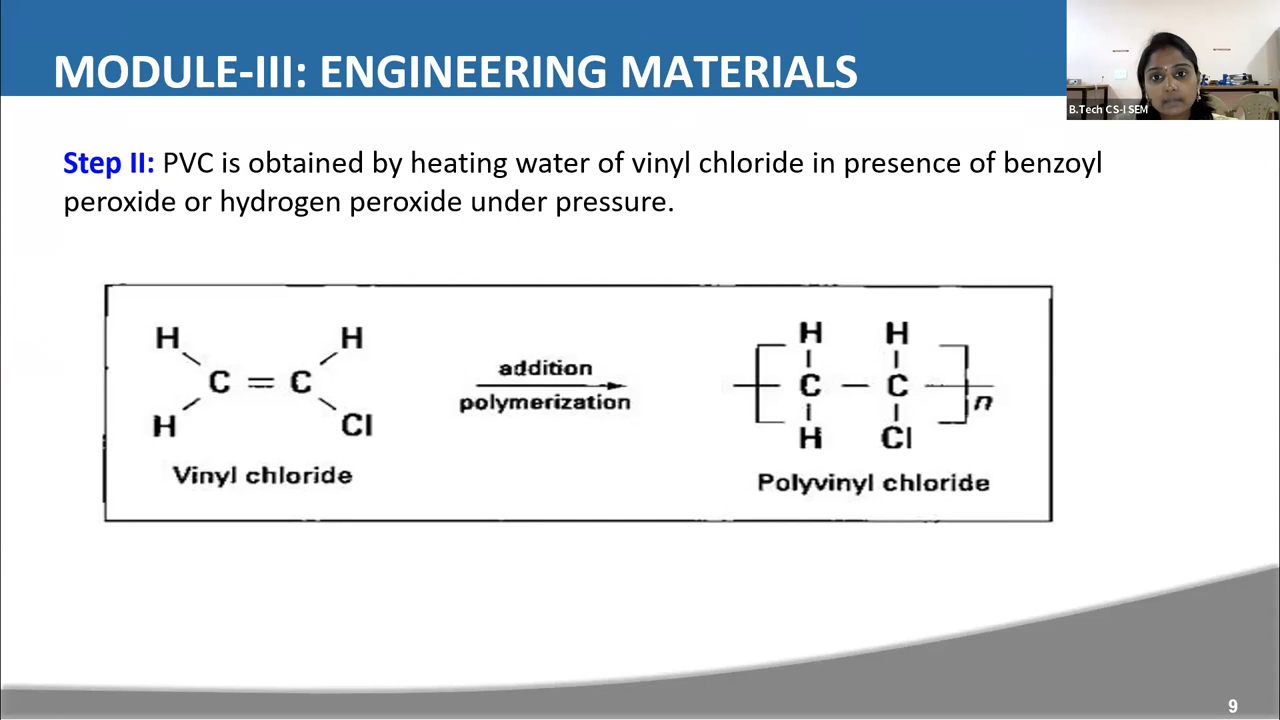 MODULE-III: ENGINEERING MATERIALS
B.Tech CS-I SEM
Step II: PVC is obtained by heating water of vinyl chloride in presence of benzoyl
peroxide or hydrogen peroxide under pressure.
H H
C = C
H Cl
Vinyl chloride
addition
polymerization
H H
C — C
n
H Cl
Polyvinyl chloride
9